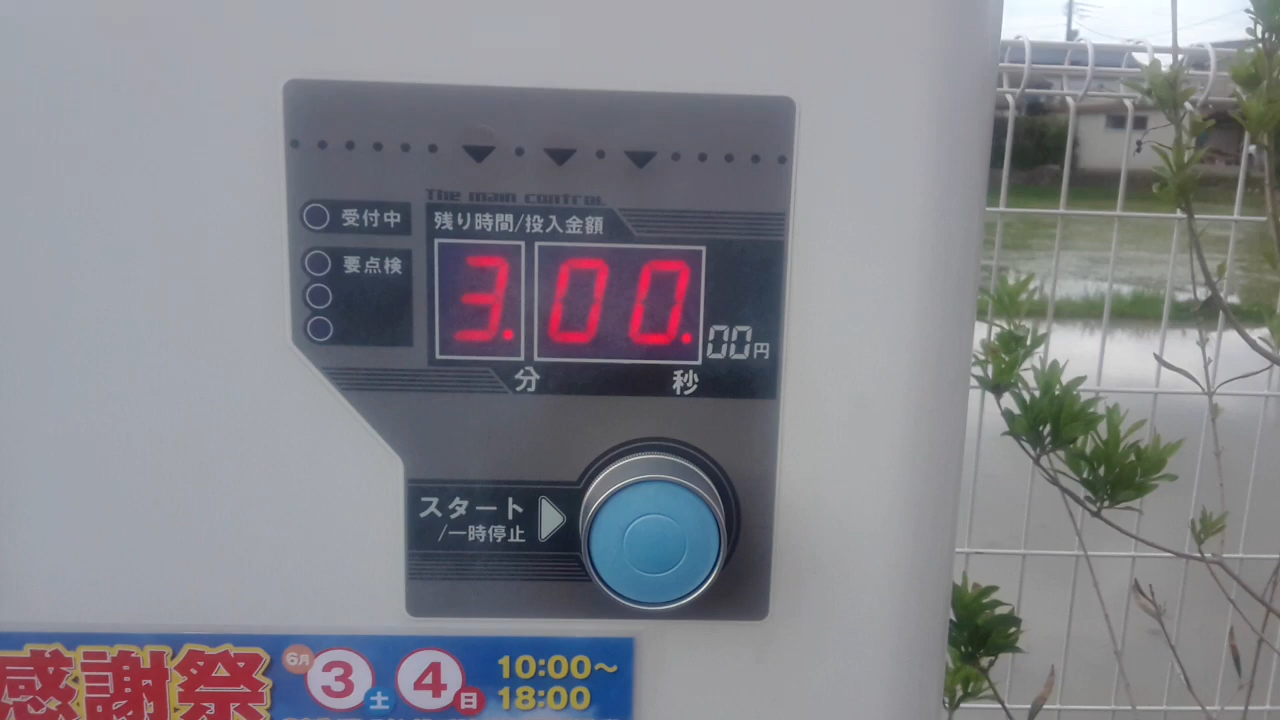 The main control
受付中
残り時間/投入金額
要点検
3.00.
00円
分 秒
スタート
/一時停止
感謝祭 6月 3土 4日 10:00～
18:00